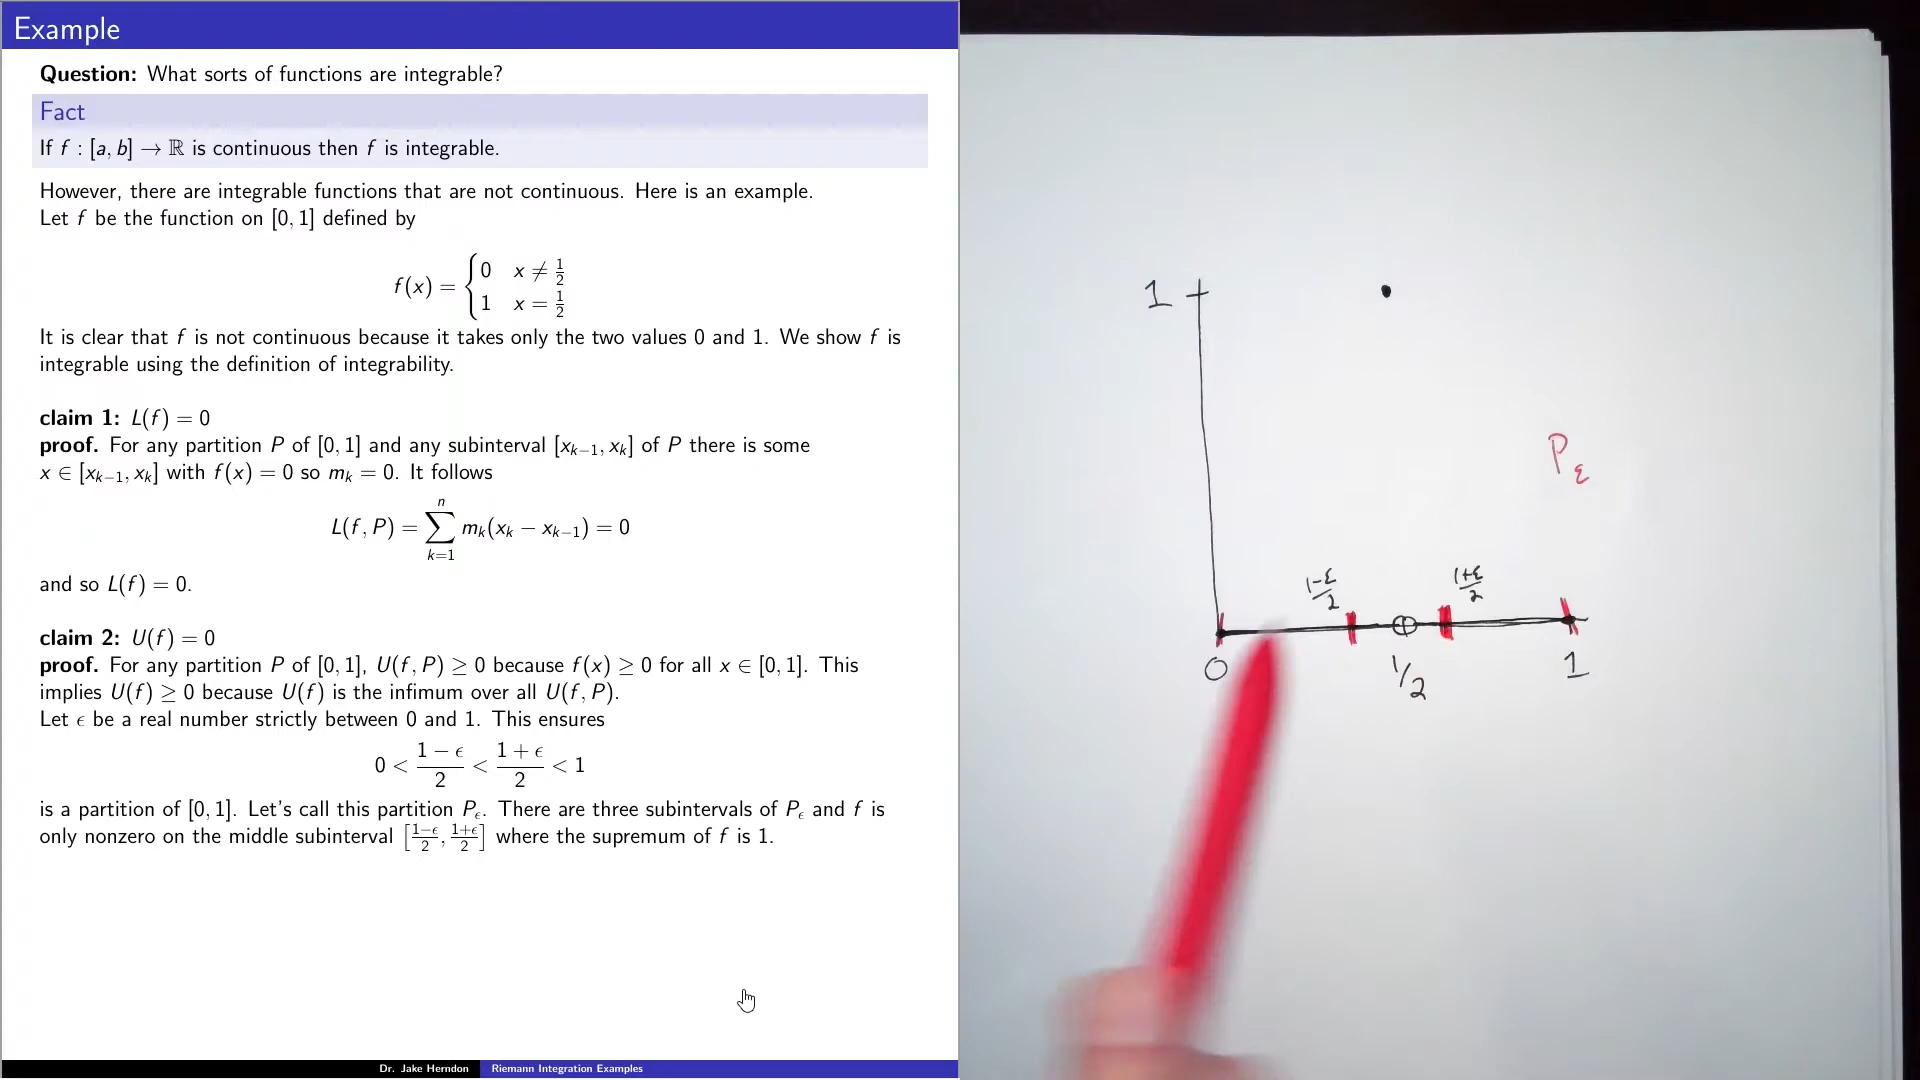 Example
Question: What sorts of functions are integrable?
Fact
If f : [a, b] → ℝ is continuous then f is integrable.
However, there are integrable functions that are not continuous. Here is an example.
Let f be the function on [0, 1] defined by
f(x) = { 0 x ≠ 1/2
1 x = 1/2
It is clear that f is not continuous because it takes only the two values 0 and 1. We show f is
integrable using the definition of integrability.
claim 1: L(f) = 0
proof. For any partition P of [0, 1] and any subinterval [xₖ₋₁, xₖ] of P there is some
x ∈ [xₖ₋₁, xₖ] with f(x) = 0 so mₖ = 0. It follows
L(f, P) = ∑ₖ₌₁ⁿ mₖ(xₖ − xₖ₋₁) = 0
and so L(f) = 0.
claim 2: U(f) = 0
proof. For any partition P of [0, 1], U(f, P) ≥ 0 because f(x) ≥ 0 for all x ∈ [0, 1]. This
implies U(f) ≥ 0 because U(f) is the infimum over all U(f, P).
Let ϵ be a real number strictly between 0 and 1. This ensures
0 < (1 − ϵ)/2 < (1 + ϵ)/2 < 1
is a partition of [0, 1]. Let's call this partition P_ϵ. There are three subintervals of P_ϵ and f is
only nonzero on the middle subinterval [(1−ϵ)/2, (1+ϵ)/2] where the supremum of f is 1.
Dr. Jake Herndon Riemann Integration Examples
1
P_ε
(1-ε)/2 (1+ε)/2
0 1/2 1